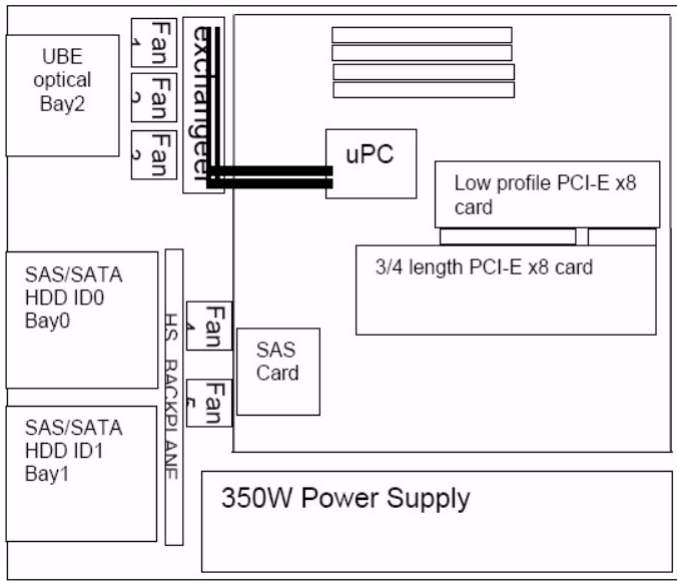 UBE
optical
Bay2
Fan
Fan
Fan
exchangeer
uPC
Low profile PCI-E x8
card
3/4 length PCI-E x8 card
SAS/SATA
HDD ID0
Bay0
HS BACKPLANE
Fan
4
Fan
5
SAS
Card
SAS/SATA
HDD ID1
Bay1
350W Power Supply